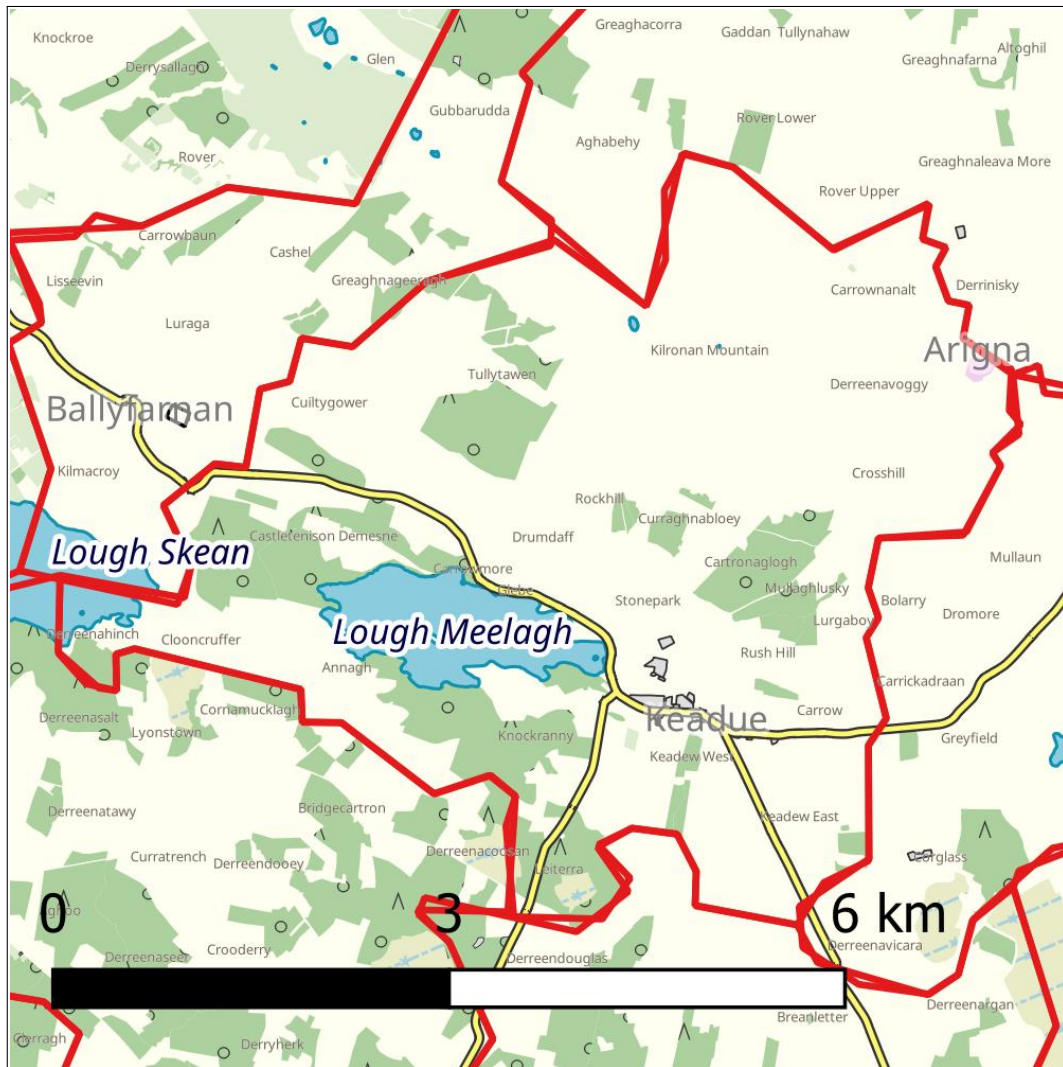 Greaghacorra
Gaddan Tullynahaw
Knockroe
Altoghil
Glen
Greaghnafarna
Derrysallagh
Gubbarudda
Rover Lower
Aghabehy
Rover
Greaghnaleava More
Rover Upper
Carrowbaun
Cashel
Lisseevin
Greaghnageeragh
Derrinisky
Carrownanalt
Luraga
Kilronan Mountain
Arigna
Tullytawen
Derreenavoggy
Cuiltygower
Ballyfarnan
Kilmacroy
Crosshill
Rockhill
Curraghnabloey
Castletenison Demesne
Drumdaff
Lough Skean
Mullaun
Cartronaglogh
Carrowmore
Glebe
Mullaghlusky
Stonepark
Bolarry
Dromore
Lurgaboy
Derreenahinch
Clooncruffer
Lough Meelagh
Rush Hill
Annagh
Carrickadraan
Cornamucklagh
Carrow
Derreenasalt
Keadue
Lyonstown
Knockranny
Greyfield
Keadew West
Bridgecartron
Derreenatawy
Keadew East
Derreenacoosan
Curratrench
Derreendooey
Corglass
Leiterra
Aghoo
0
3
6 km
Crooderry
Derreenavicara
Derreenaseer
Derreendouglas
Derreenargan
Breanletter
Clerragh
Derryherk